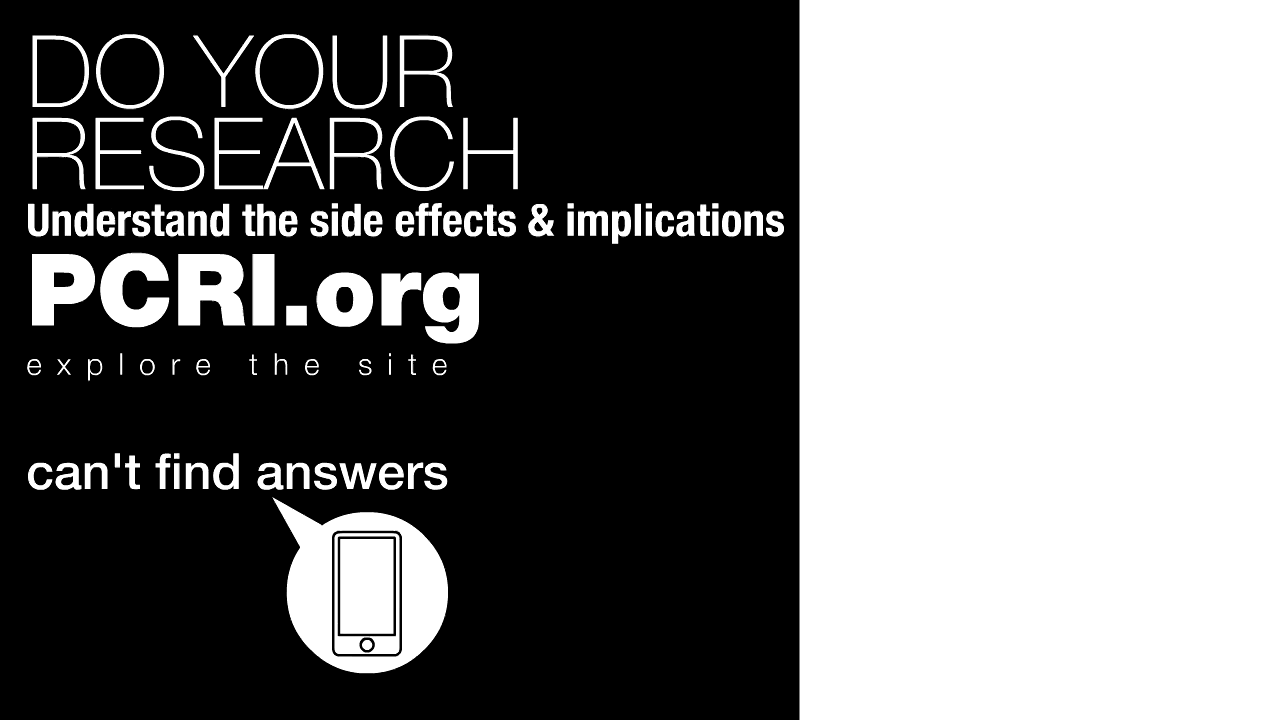 DO YOUR
RESEARCH
Understand the side effects & implications
PCRI.org
explore the site
can't find answers